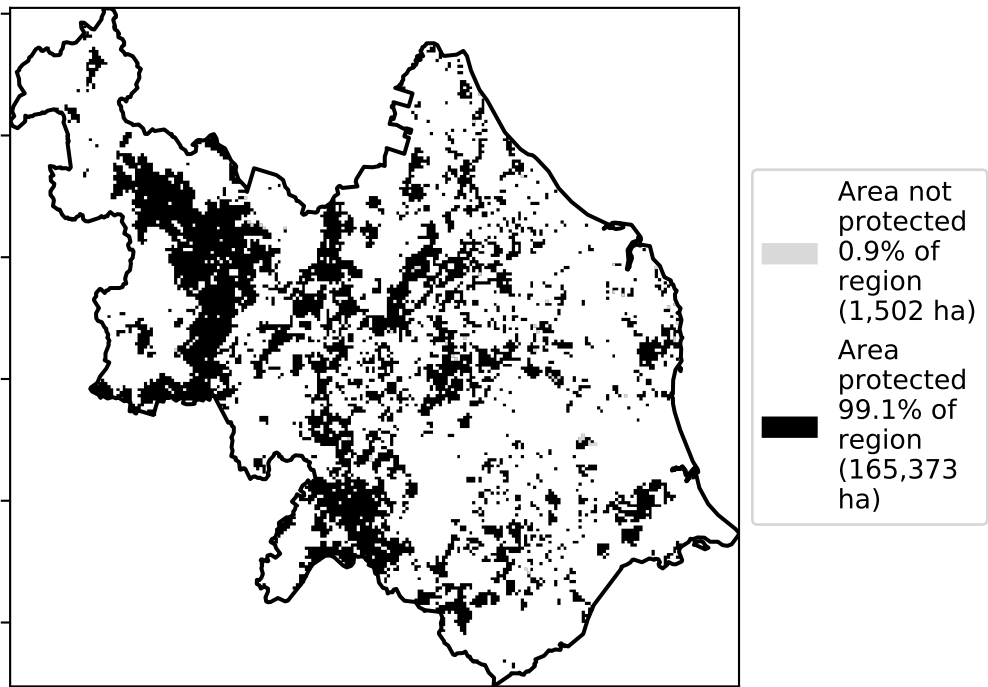 Area not
protected
0.9% of
region
(1,502 ha)
Area
protected
99.1% of
region
(165,373
ha)